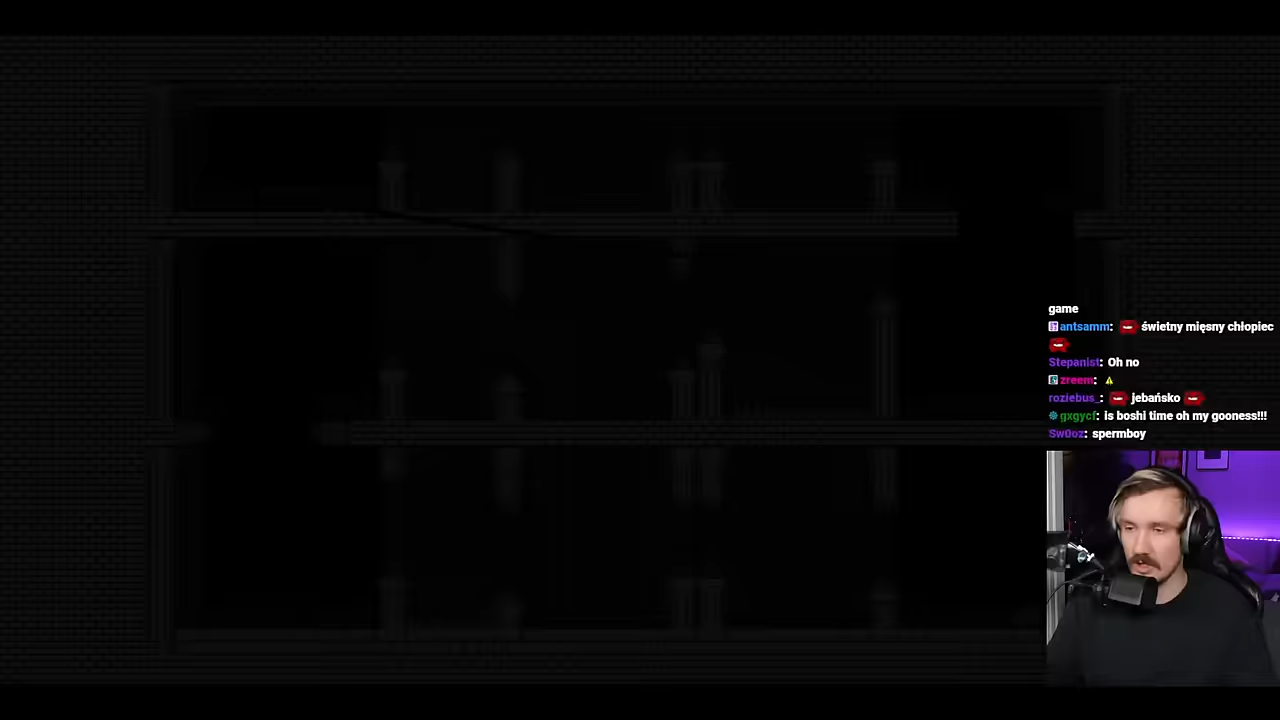 game
antsamm: świetny mięsny chłopiec
Stepanist: Oh no
zreem:
roziebus_: jebańsko
gxgycf: is boshi time oh my gooness!!!
Sw0oz: spermboy